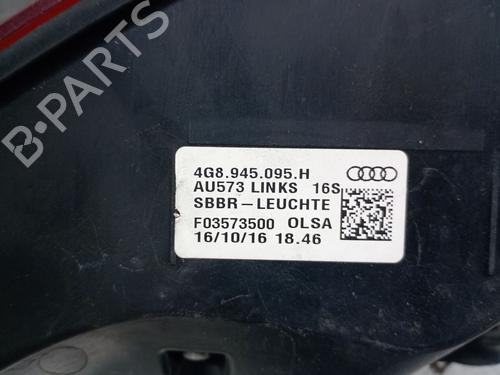 4G8.945.095.H
AU573 LINKS 16S
SBBR-LEUCHTE
F03573500 OLSA
16/10/16 18.46
B-PARTS